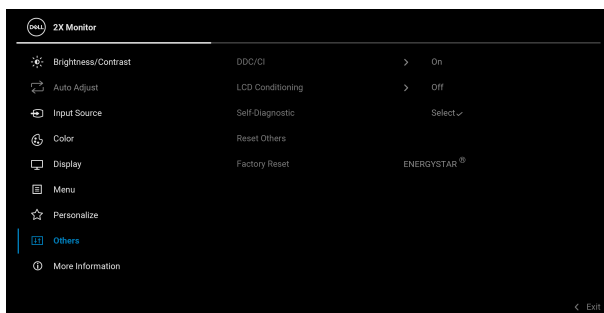 DELL 2X Monitor
Brightness/Contrast DDC/CI > On
Auto Adjust LCD Conditioning > Off
Input Source Self-Diagnostic Select ✓
Color Reset Others
Display Factory Reset ENERGYSTAR ®
Menu
Personalize
Others
More Information
< Exit